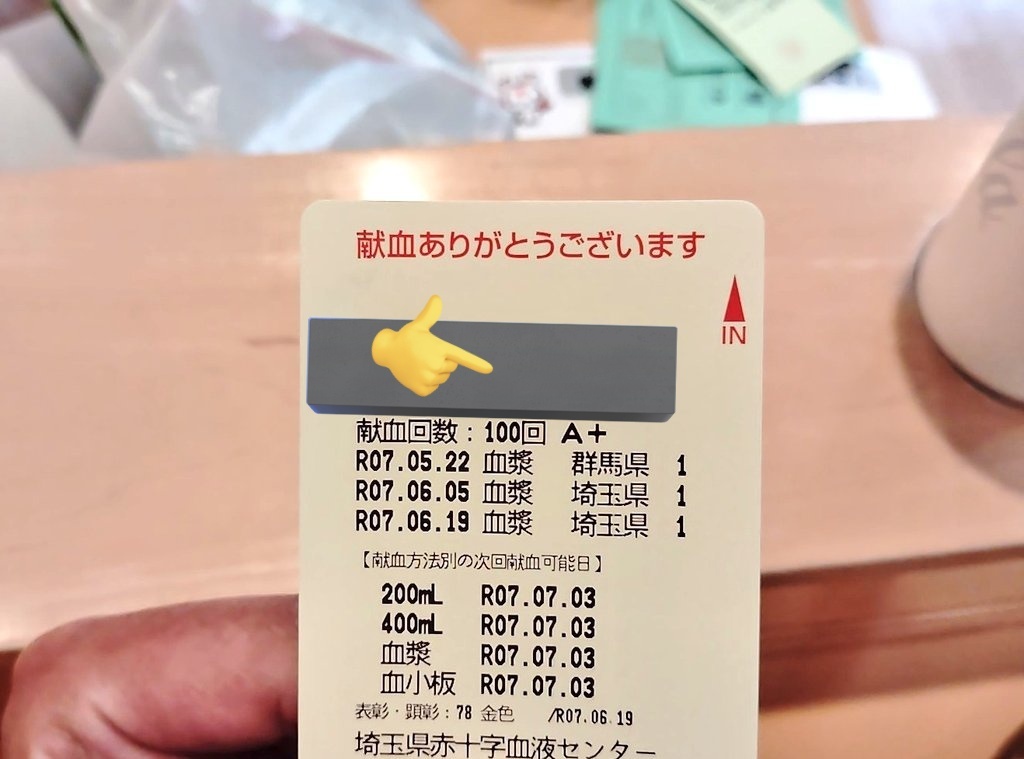 献血ありがとうございます
IN
献血回数:100回 A+
R07.05.22 血漿 群馬県 1
R07.06.05 血漿 埼玉県 1
R07.06.19 血漿 埼玉県 1
【献血方法別の次回献血可能日】
200mL R07.07.03
400mL R07.07.03
血漿 R07.07.03
血小板 R07.07.03
表彰・顕彰:78 金色 /R07.06.19
埼玉県赤十字血液センター